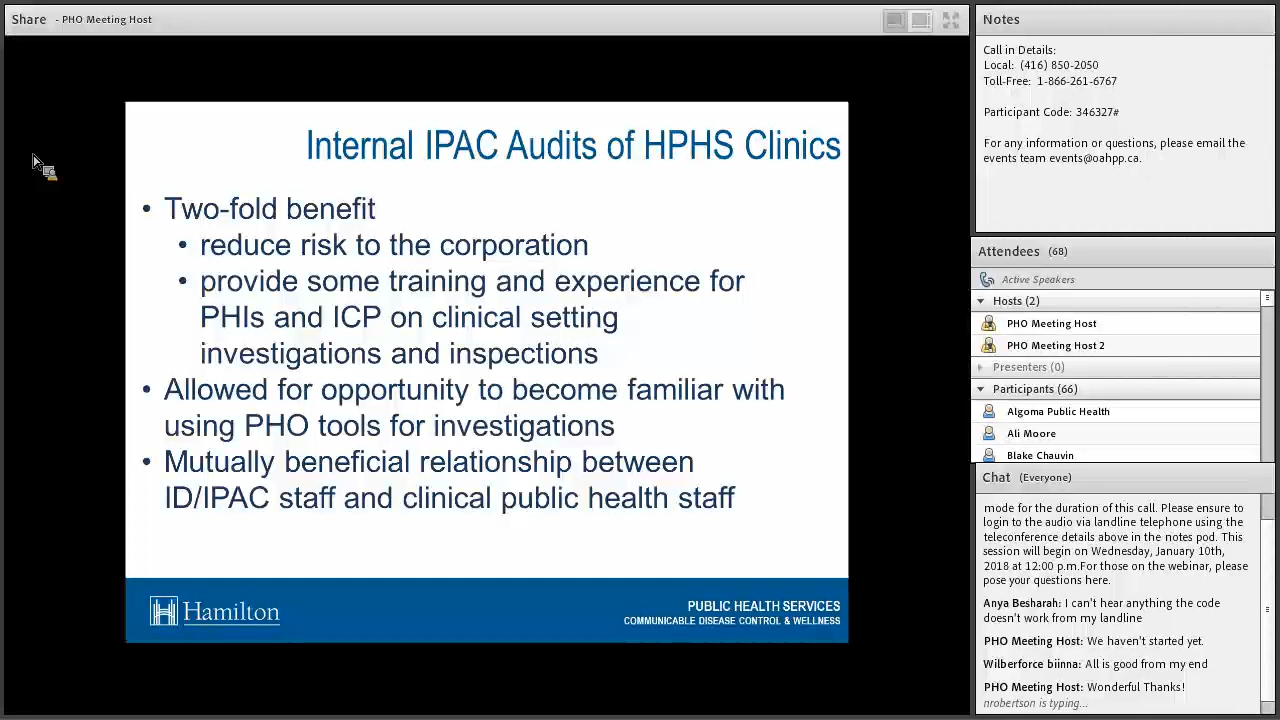 Share - PHO Meeting Host
Internal IPAC Audits of HPHS Clinics
• Two-fold benefit
• reduce risk to the corporation
• provide some training and experience for
PHIs and ICP on clinical setting
investigations and inspections
• Allowed for opportunity to become familiar with
using PHO tools for investigations
• Mutually beneficial relationship between
ID/IPAC staff and clinical public health staff
Hamilton
PUBLIC HEALTH SERVICES
COMMUNICABLE DISEASE CONTROL & WELLNESS
Notes
Call in Details:
Local: (416) 850-2050
Toll-Free: 1-866-261-6767
Participant Code: 346327#
For any information or questions, please email the
events team events@oahpp.ca.
Attendees (68)
Active Speakers
Hosts (2)
PHO Meeting Host
PHO Meeting Host 2
Presenters (0)
Participants (66)
Algoma Public Health
Ali Moore
Blake Chauvin
Chat (Everyone)
mode for the duration of this call. Please ensure to
login to the audio via landline telephone using the
teleconference details above in the notes pod. This
session will begin on Wednesday, January 10th,
2018 at 12:00 p.m.For those on the webinar, please
pose your questions here.
Anya Besharah: I can't hear anything the code
doesn't work from my landline
PHO Meeting Host: We haven't started yet.
Wilberforce biinna: All is good from my end
PHO Meeting Host: Wonderful Thanks!
nrobertson is typing...